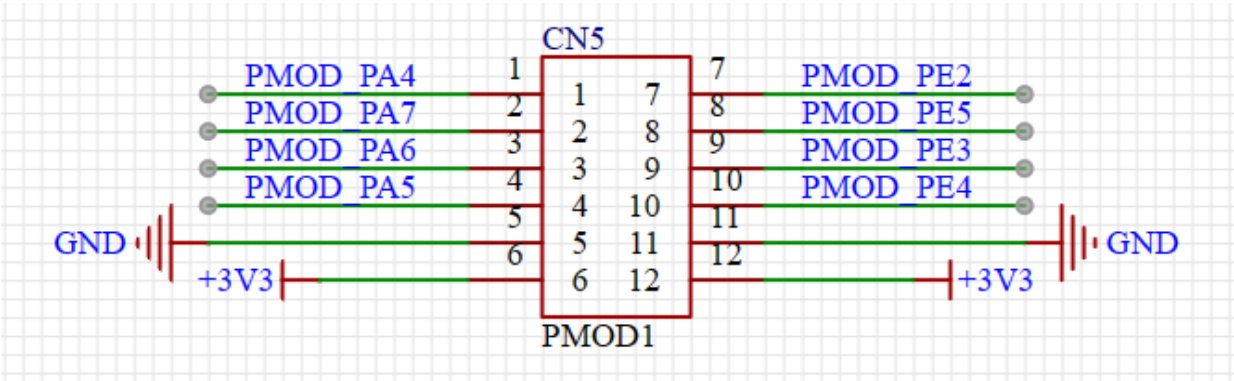 CN5
PMOD_PA4 1 1 7 7 PMOD_PE2
PMOD_PA7 2 2 8 8 PMOD_PE5
PMOD_PA6 3 3 9 9 PMOD_PE3
PMOD_PA5 4 4 10 10 PMOD_PE4
GND 5 5 11 11 GND
+3V3 6 6 12 12 +3V3
PMOD1